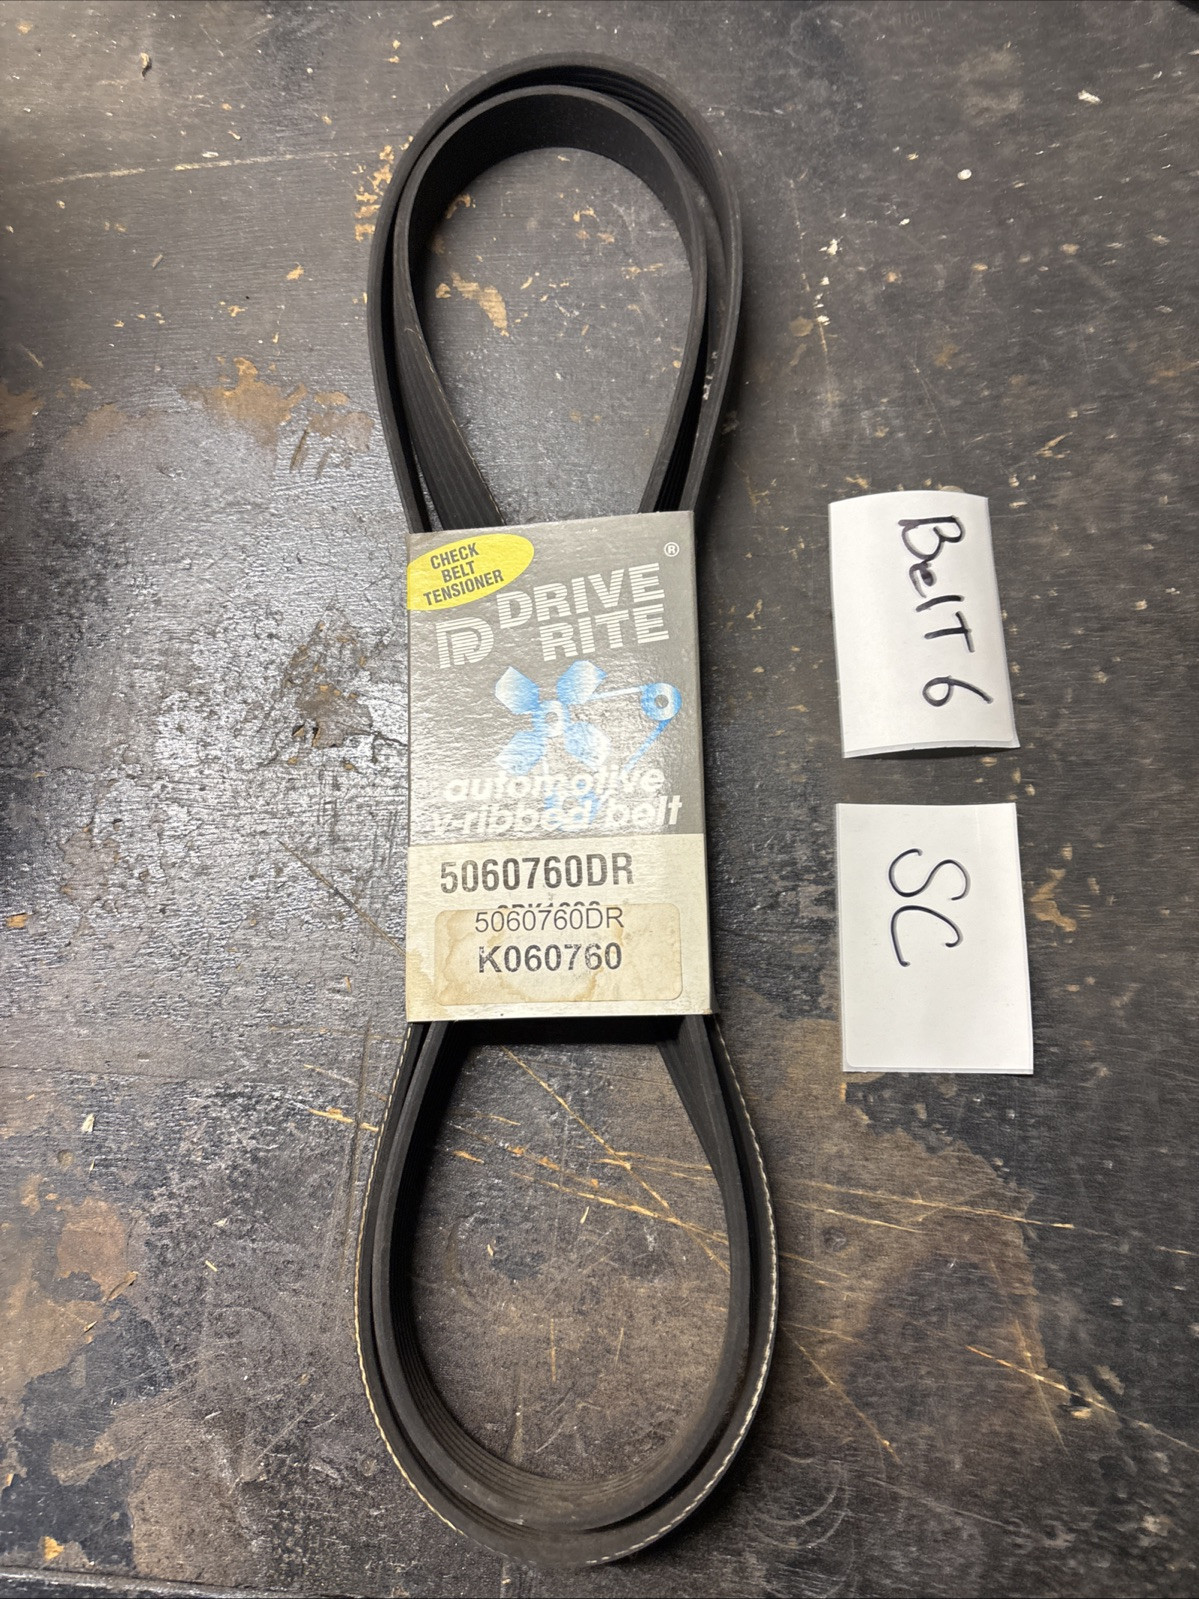 CHECK
BELT
TENSIONER
®
DRIVE
RITE
automotive
v-ribbed belt
5060760DR
5060760DR
K060760
Belt 6
SC